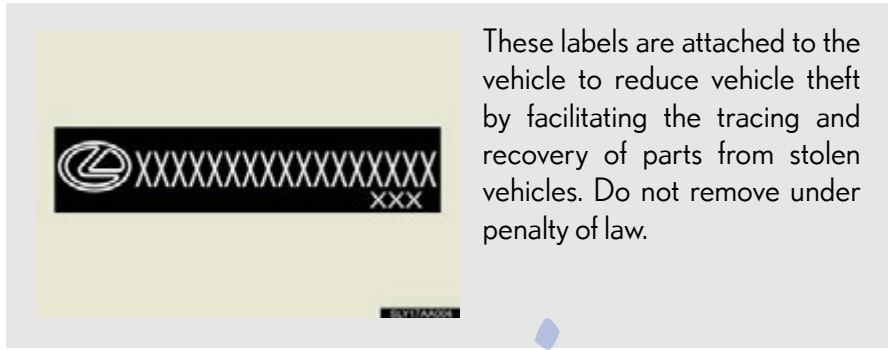 XXXXXXXXXXXXXXXXX
XXX
These labels are attached to the
vehicle to reduce vehicle theft
by facilitating the tracing and
recovery of parts from stolen
vehicles. Do not remove under
penalty of law.